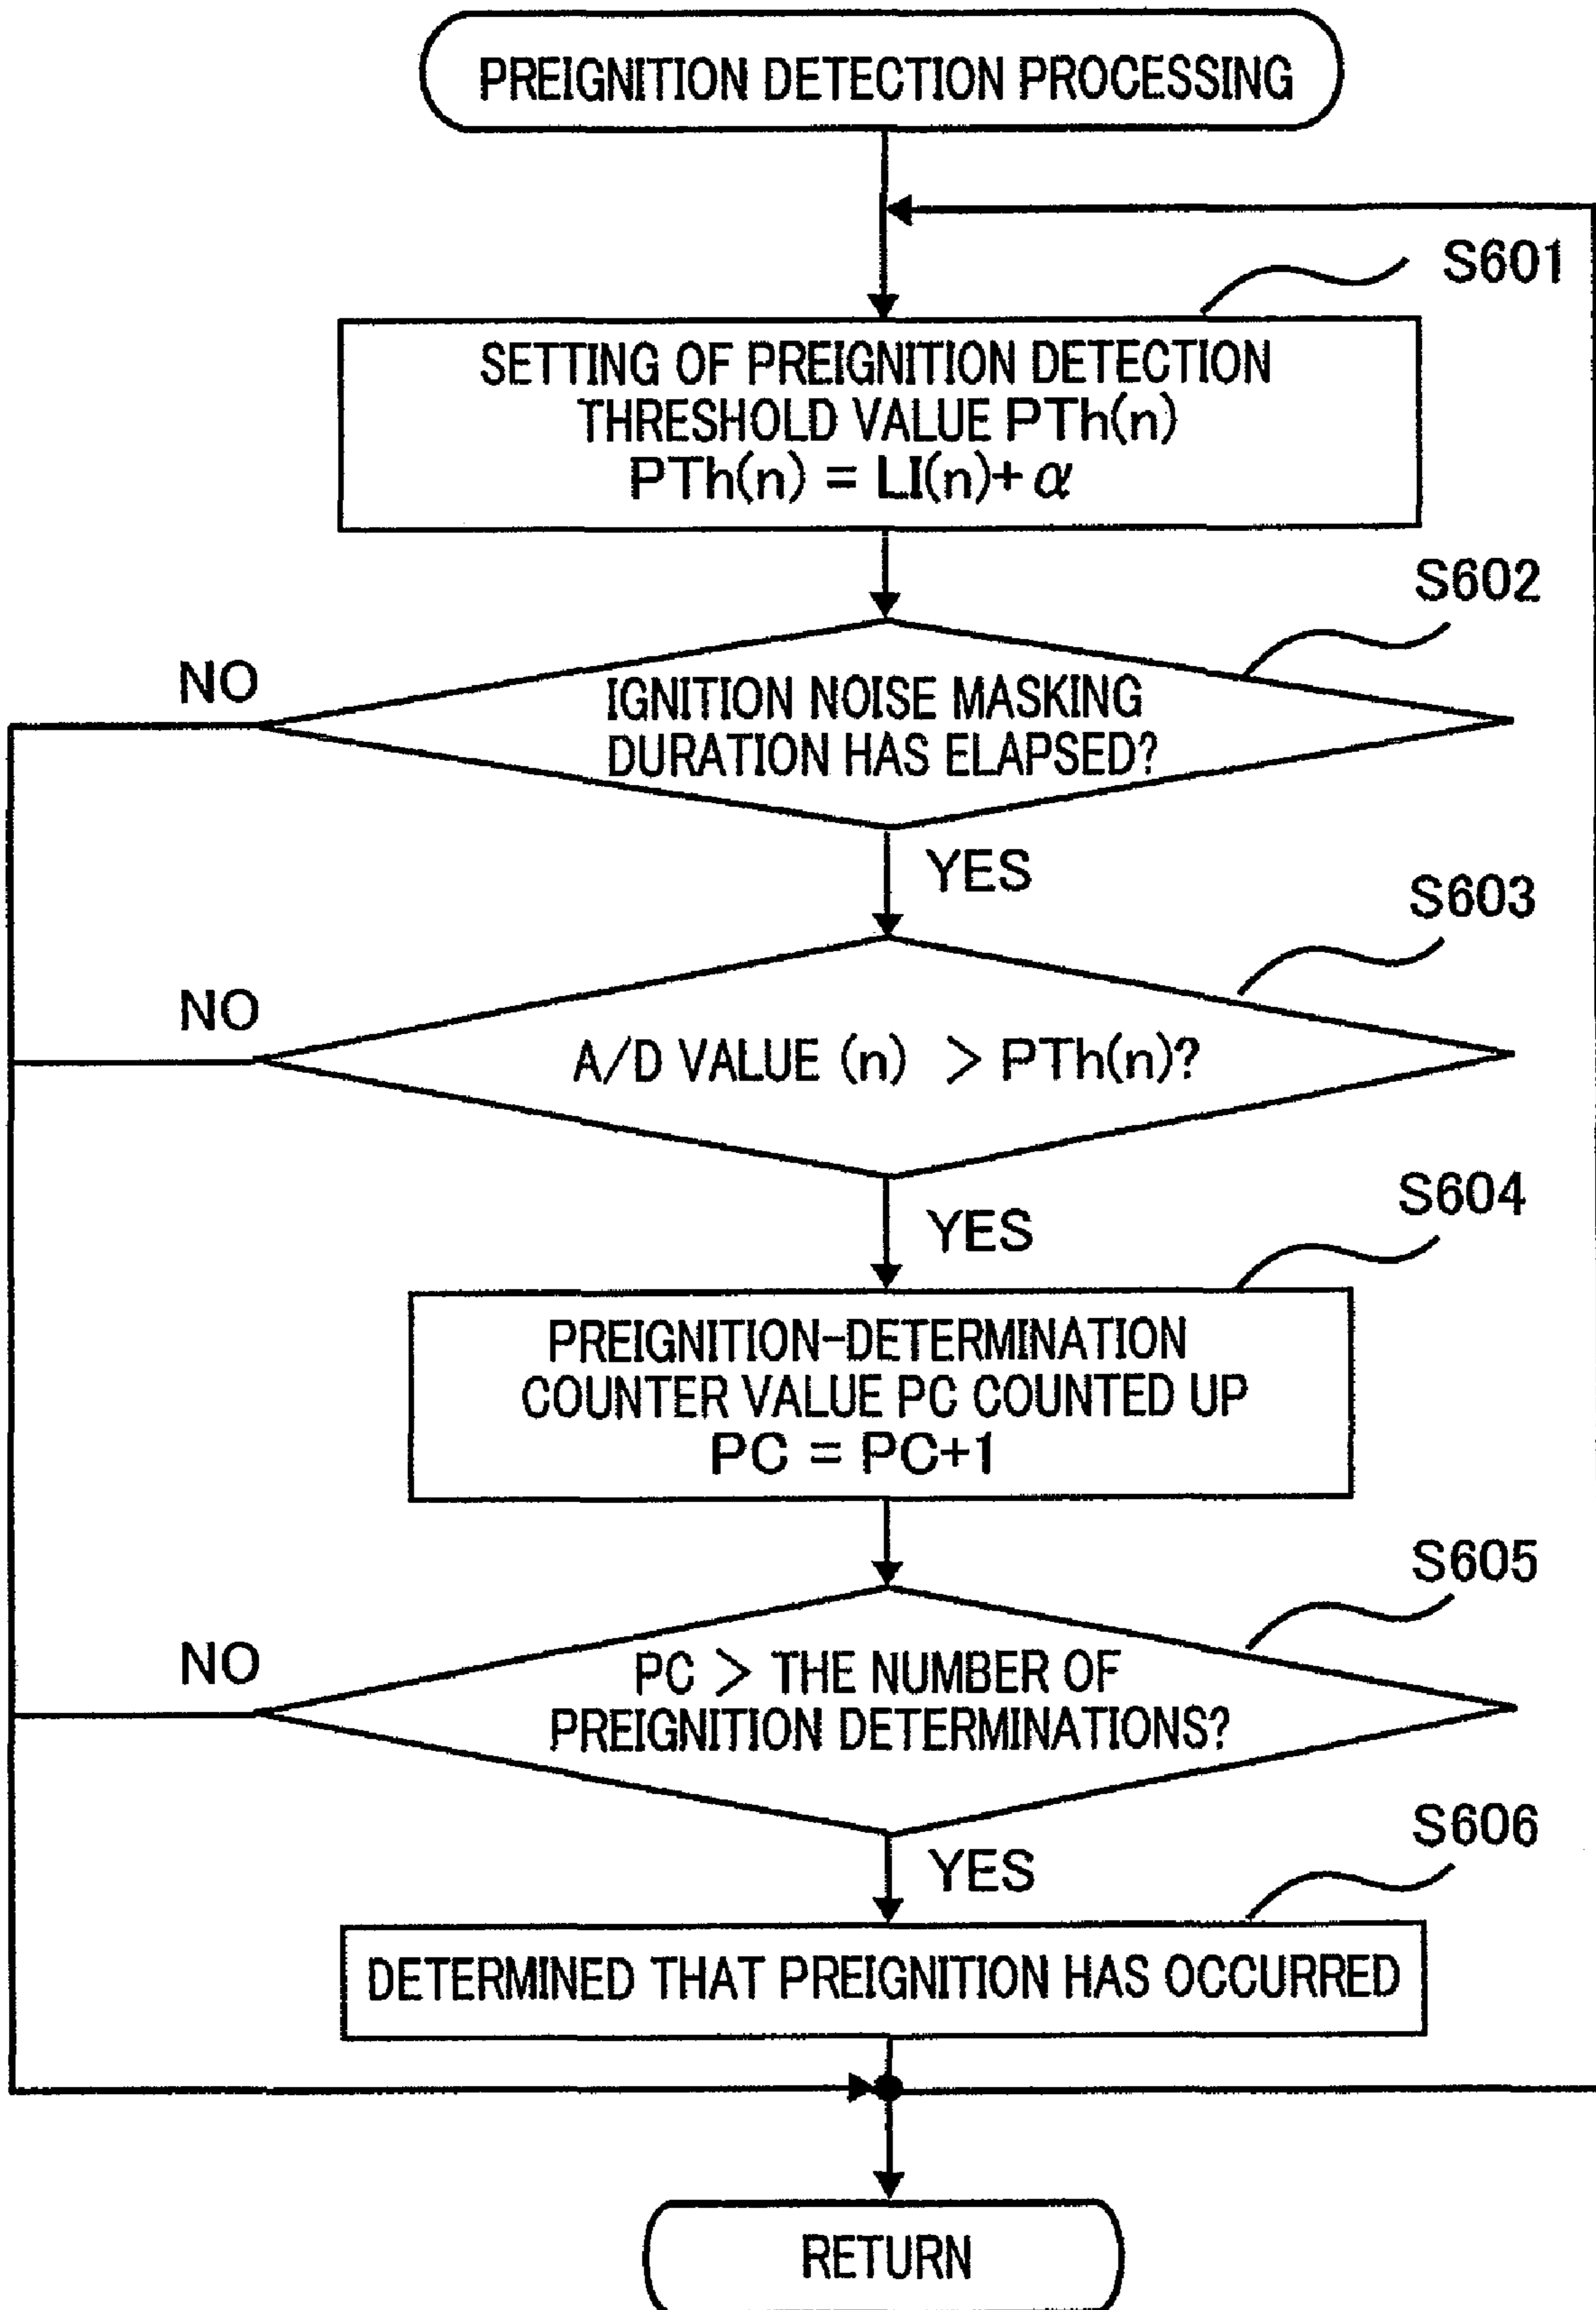 PREIGNITION DETECTION PROCESSING
S601
SETTING OF PREIGNITION DETECTION
THRESHOLD VALUE PTh(n)
PTh(n) = LI(n)+α
S602
NO
IGNITION NOISE MASKING
DURATION HAS ELAPSED?
YES
S603
NO
A/D VALUE (n) > PTh(n)?
YES
S604
PREIGNITION-DETERMINATION
COUNTER VALUE PC COUNTED UP
PC = PC+1
S605
NO
PC > THE NUMBER OF
PREIGNITION DETERMINATIONS?
YES
S606
DETERMINED THAT PREIGNITION HAS OCCURRED
RETURN